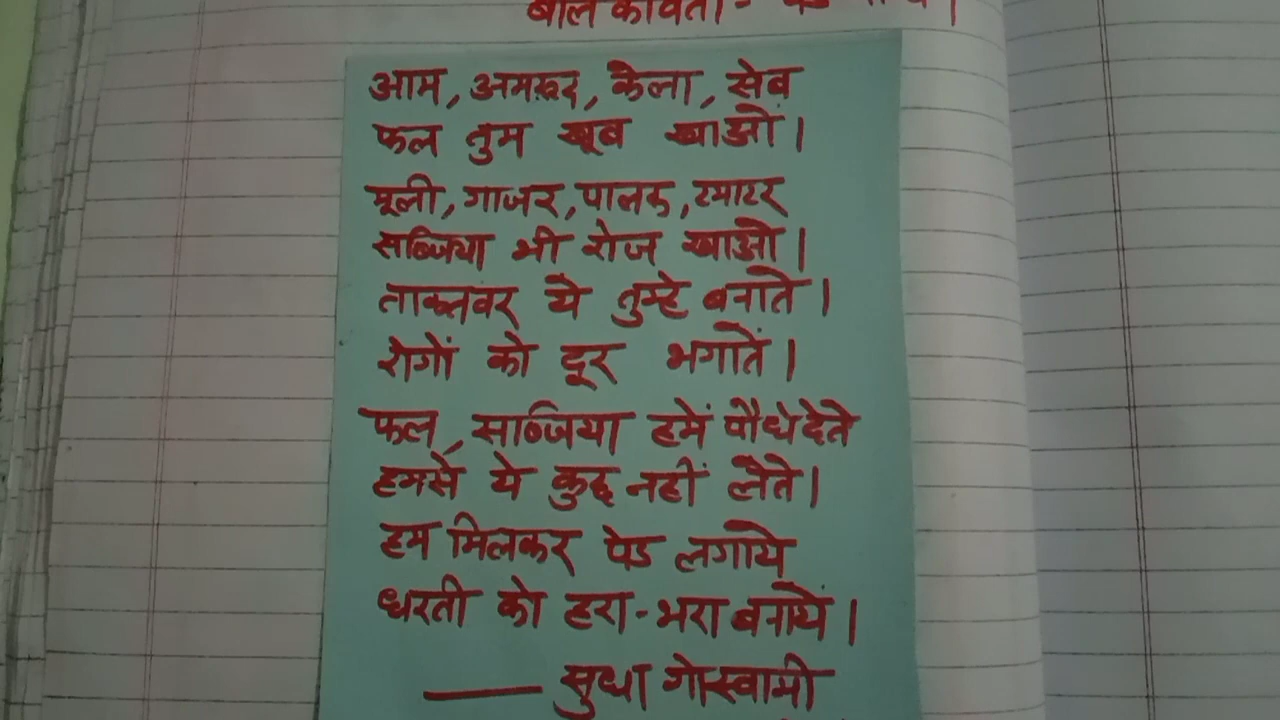 बाल कविता -
आम, अमरूद, केला, सेब
फल तुम खूब खाओं।
मूली, गाजर, पालक, टमाटर
सब्जिया भी रोज खाओ।
ताकतवर ये तुम्हे बनाते।
रोगों को दूर भगातें।
फल, सब्जिया हमें पौधे देते
हमसे ये कुछ नहीं लेते।
हम मिलकर पेड लगाये
धरती को हरा-भरा बनायें।
— सुधा गोस्वामी